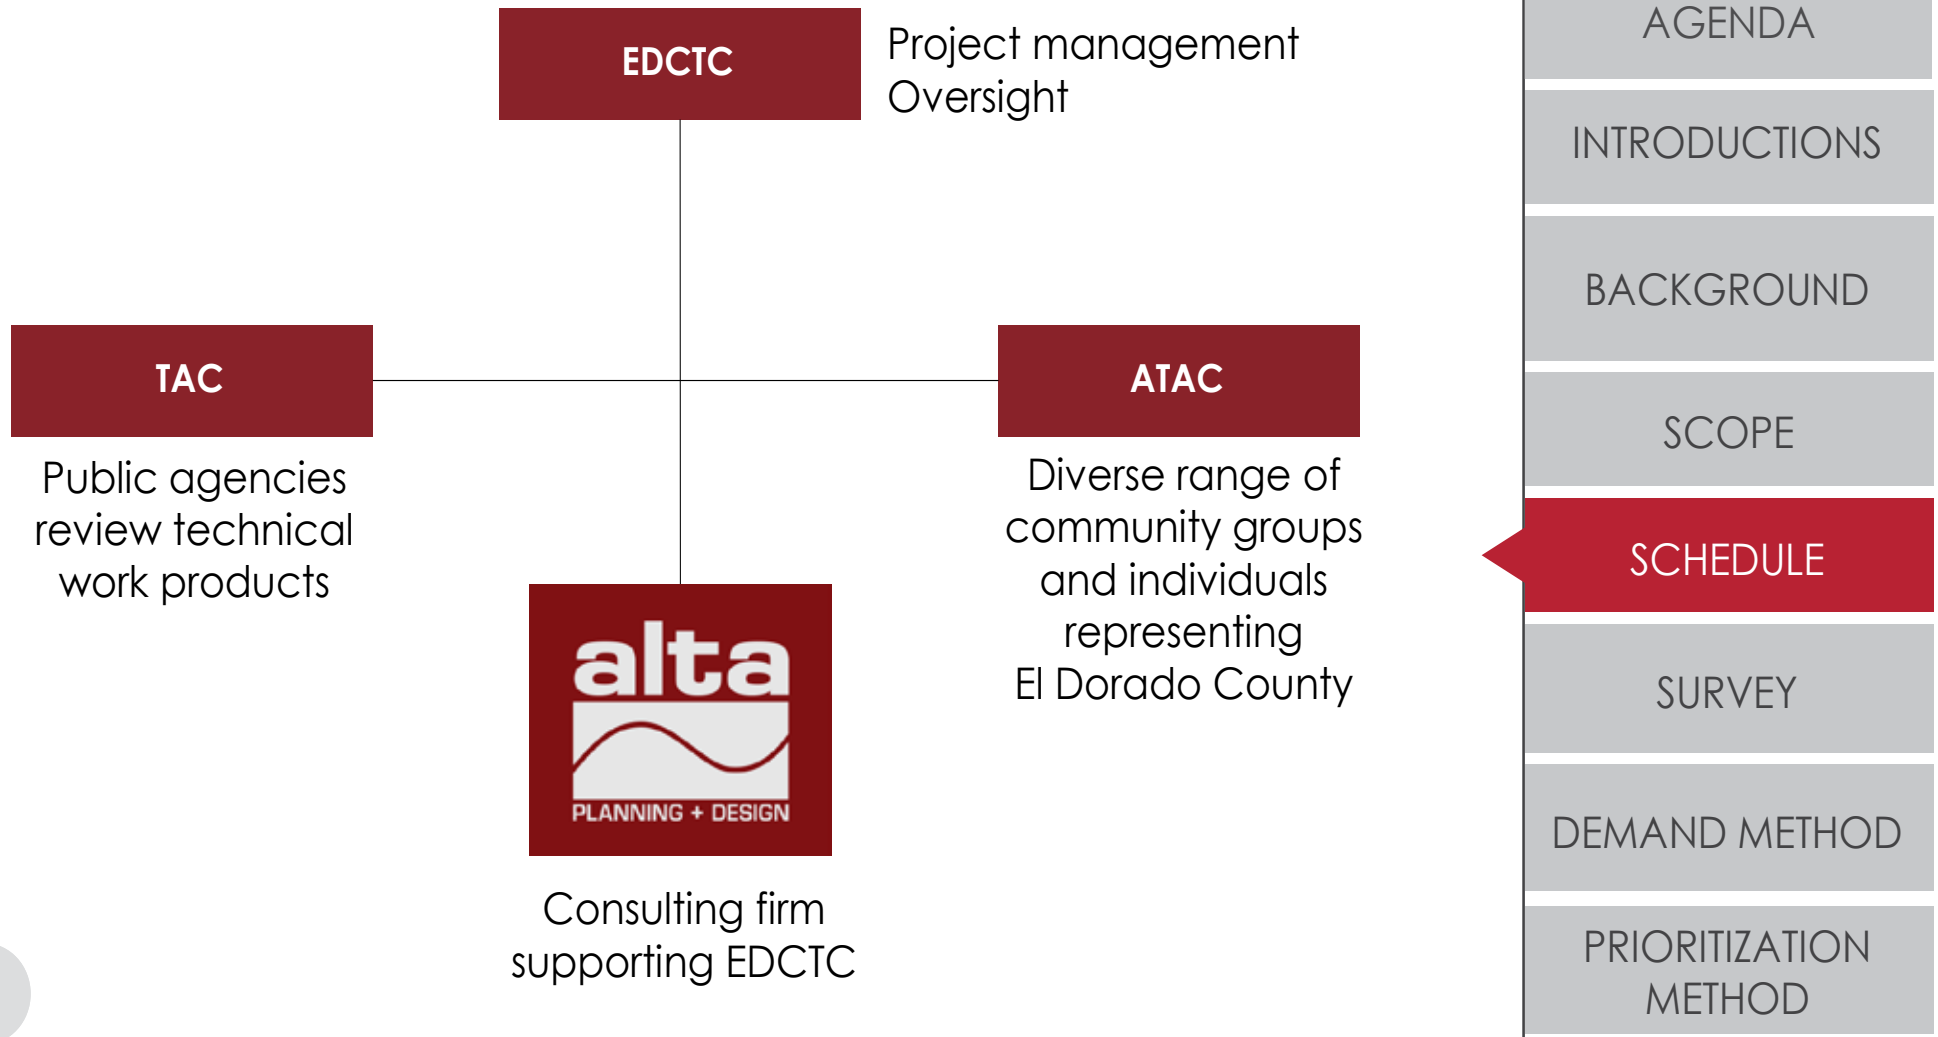 EDCTC
Project management
Oversight
TAC
Public agencies
review technical
work products
ATAC
Diverse range of
community groups
and individuals
representing
El Dorado County
alta
PLANNING + DESIGN
Consulting firm
supporting EDCTC
AGENDA
INTRODUCTIONS
BACKGROUND
SCOPE
SCHEDULE
SURVEY
DEMAND METHOD
PRIORITIZATION
METHOD